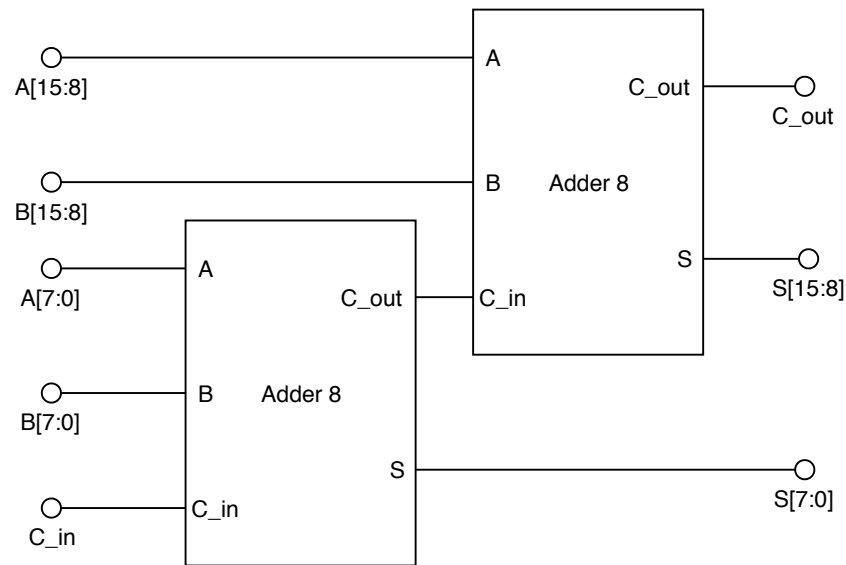 A[15:8]
A
C_out
C_out
B[15:8]
B
Adder 8
A[7:0]
A
S
S[15:8]
C_out
C_in
B[7:0]
B
Adder 8
S
S[7:0]
C_in
C_in